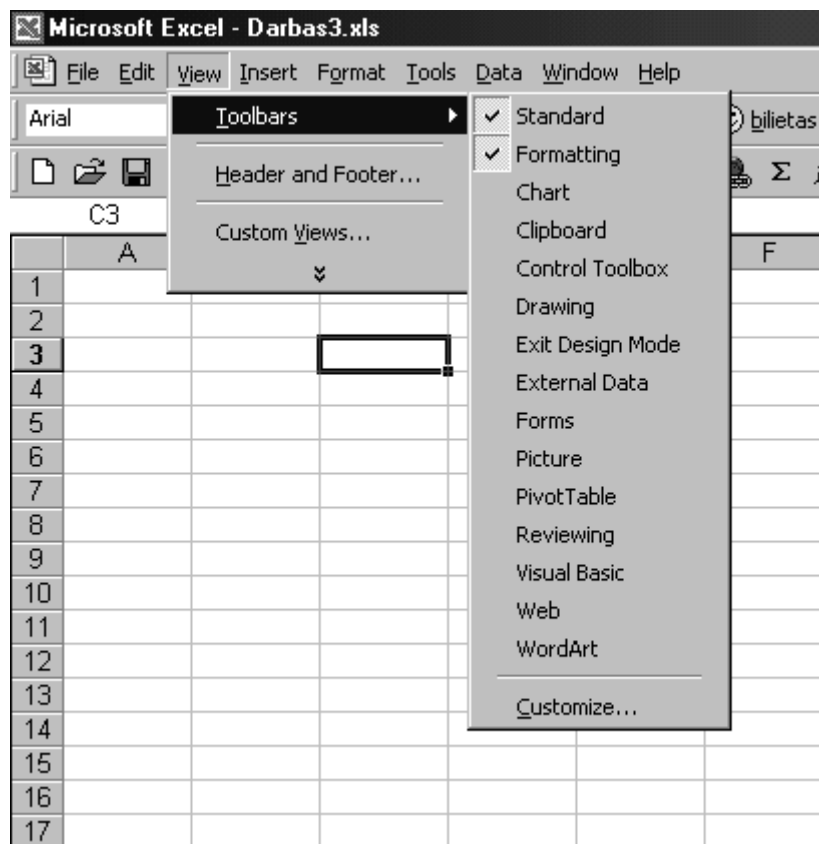 Microsoft Excel - Darbas3.xls
File Edit View Insert Format Tools Data Window Help
Arial
bilietas
C3
Toolbars
Header and Footer...
Custom Views...
Standard
Formatting
Chart
Clipboard
Control Toolbox
Drawing
Exit Design Mode
External Data
Forms
Picture
PivotTable
Reviewing
Visual Basic
Web
WordArt
Customize...
Σ
A F
1
2
3
4
5
6
7
8
9
10
11
12
13
14
15
16
17